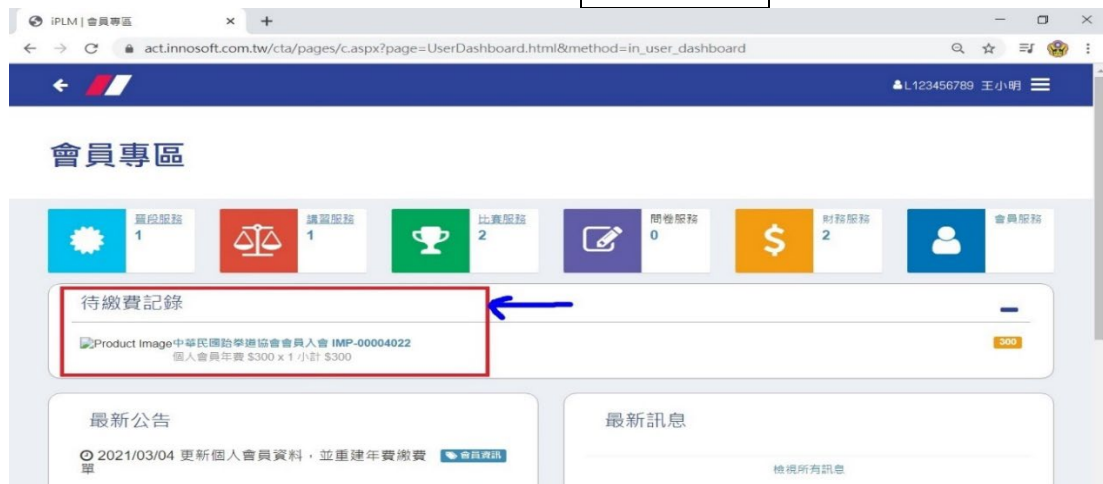 iPLM | 會員專區
act.innosoft.com.tw/cta/pages/c.aspx?page=UserDashboard.html&method=in_user_dashboard
L123456789 王小明
會員專區
晉段服務
1
講習服務
1
比賽服務
2
問卷服務
0
財務服務
2
會員服務
待繳費記錄
Product Image中華民國跆拳道協會會員入會 IMP-00004022
300
個人會員年費 $300 x 1 小計 $300
最新公告
最新訊息
2021/03/04 更新個人會員資料，並重建年費繳費 會員資訊
單
檢視所有訊息